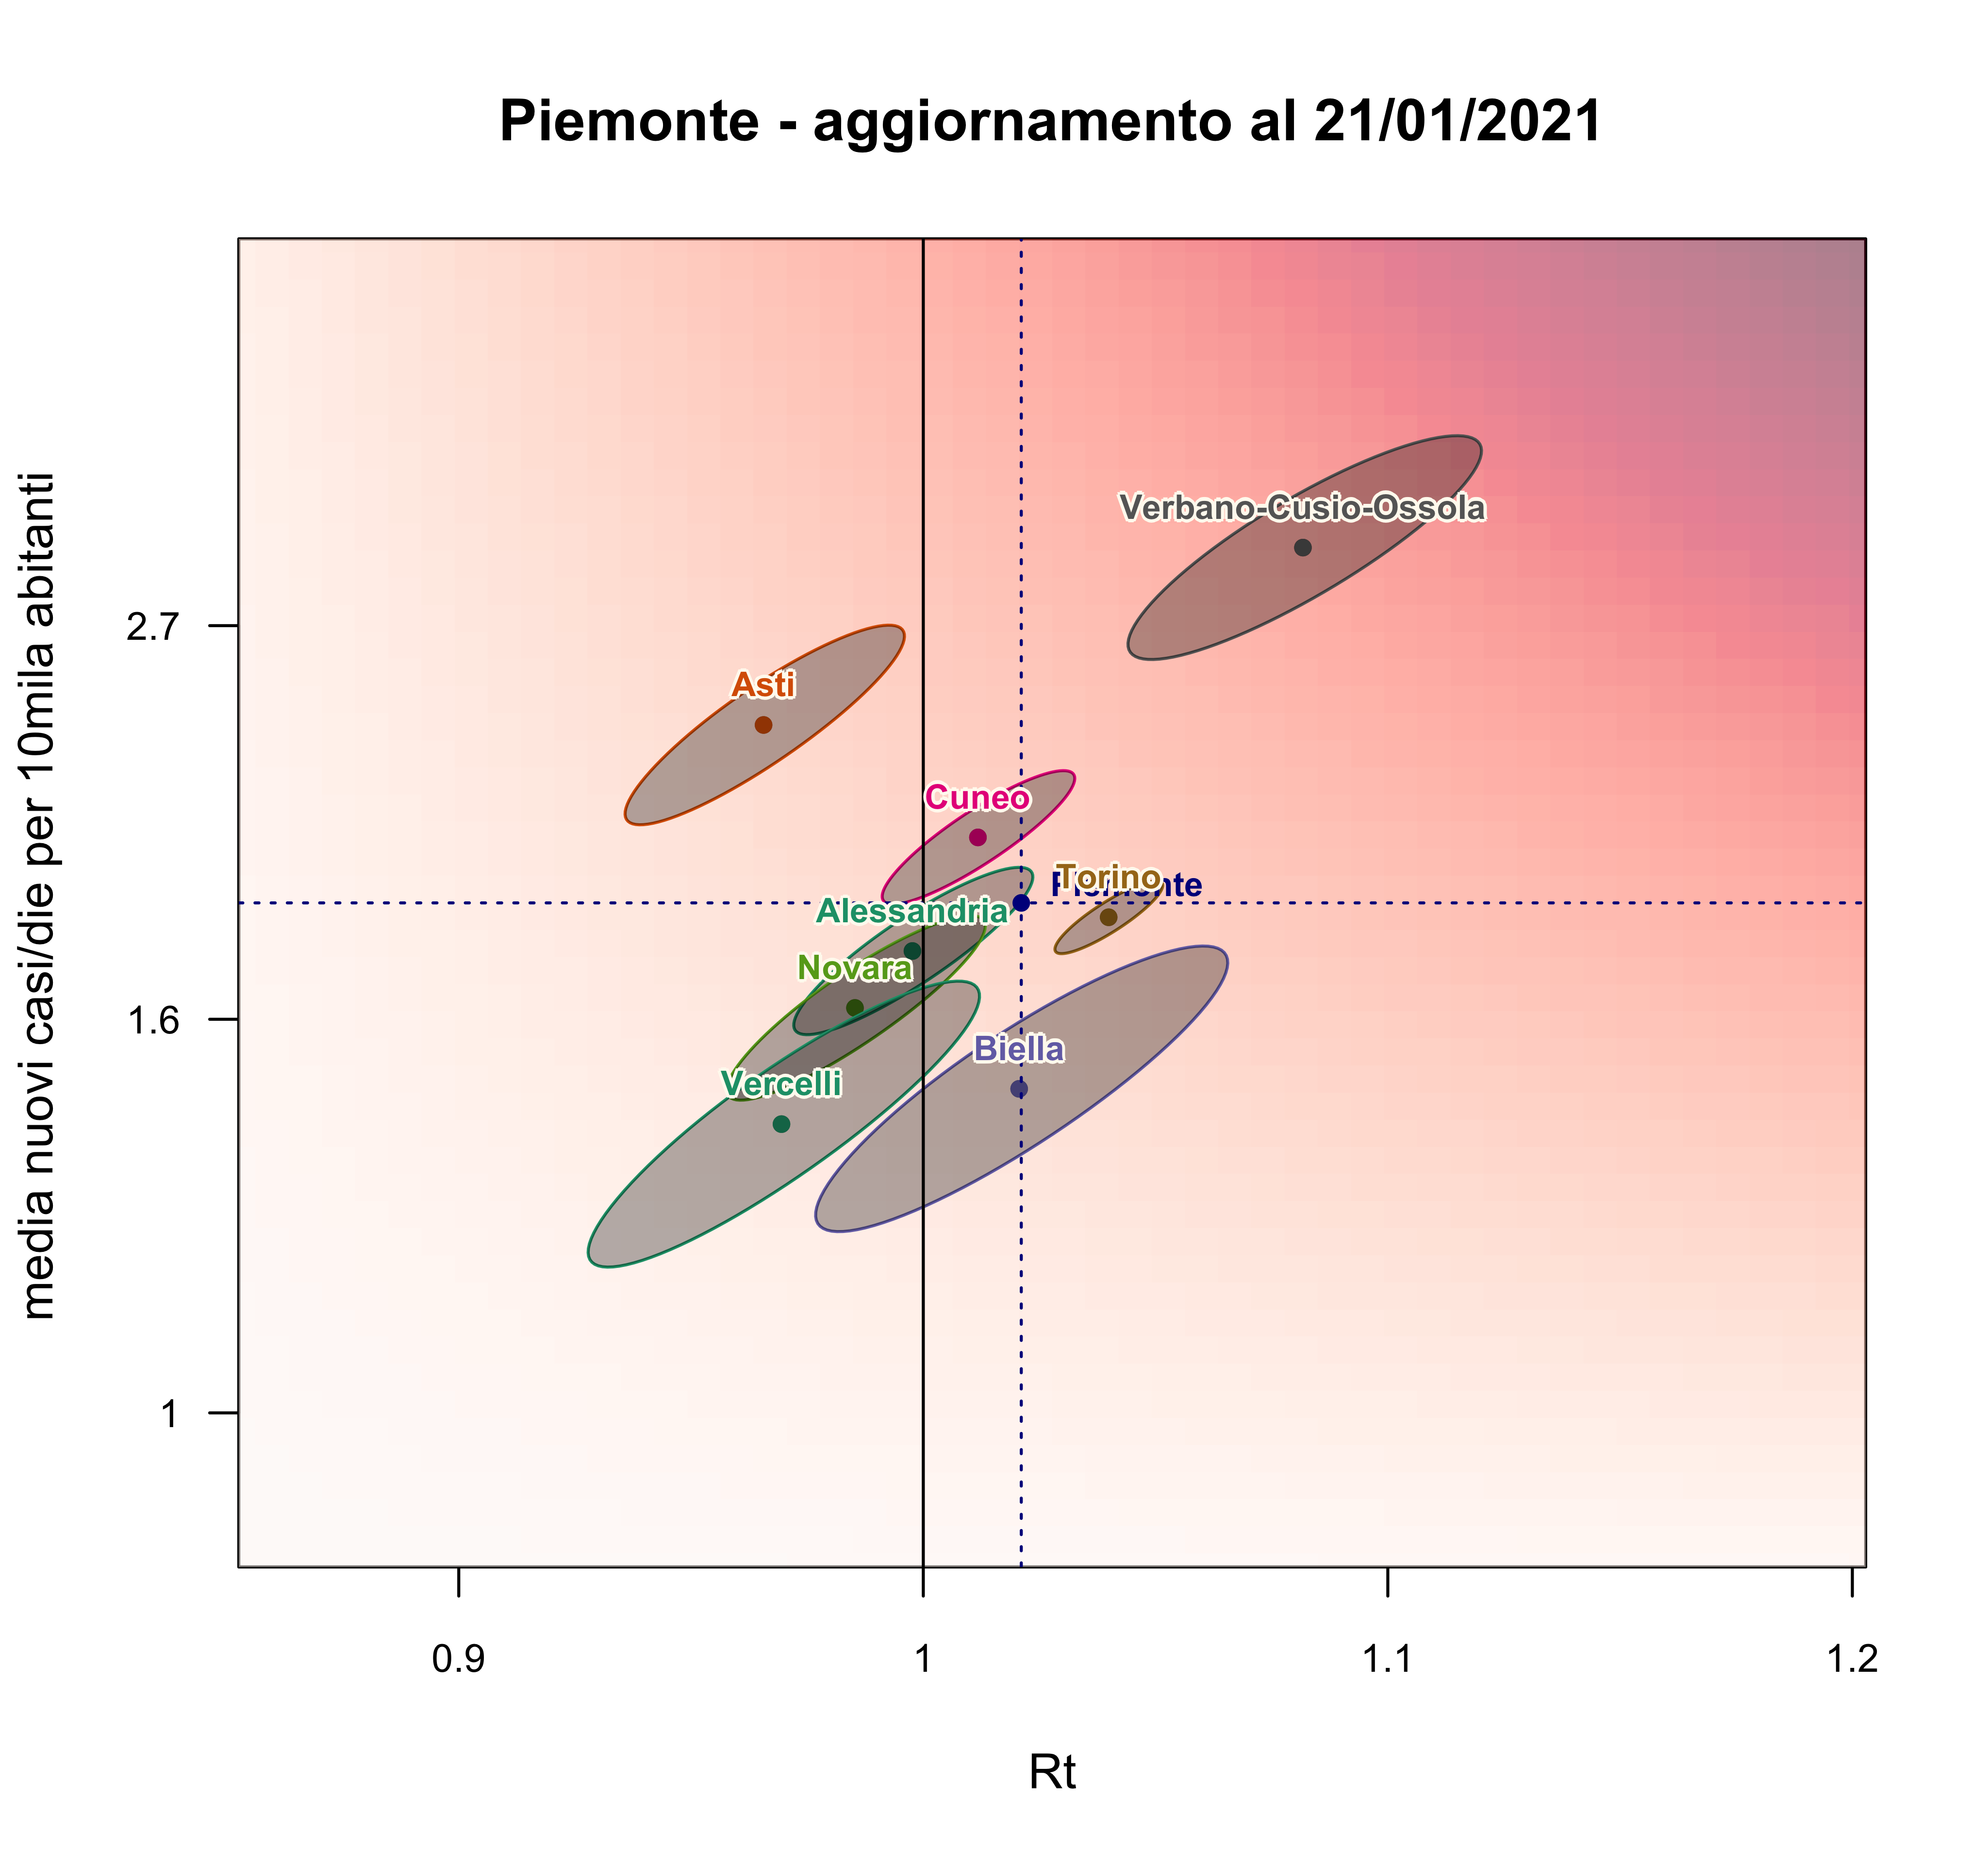 Piemonte - aggiornamento al 21/01/2021
media nuovi casi/die per 10mila abitanti
2.7
1.6
1
Verbano-Cusio-Ossola
Asti
Cuneo
Torino
Piemonte
Alessandria
Novara
Biella
Vercelli
0.9
1
1.1
1.2
Rt